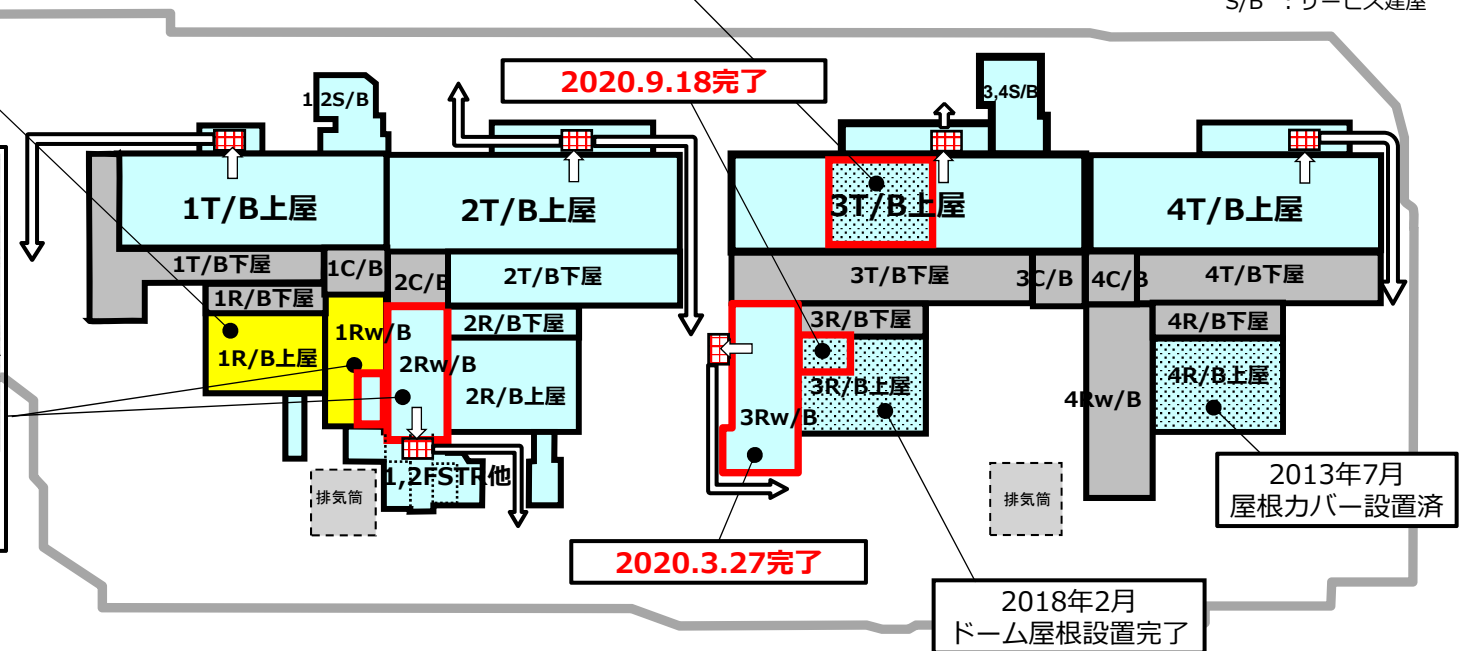 S/B ：サービス建屋
2020.9.18完了
1,2S/B
3,4S/B
1T/B上屋
2T/B上屋
3T/B上屋
4T/B上屋
1T/B下屋
1C/B
2C/B
2T/B下屋
3T/B下屋
3C/B
4C/B
4T/B下屋
1R/B下屋
1Rw/B
2R/B下屋
3R/B下屋
4R/B下屋
1R/B上屋
2Rw/B
2R/B上屋
3R/B上屋
4R/B上屋
3Rw/B
4Rw/B
1,2FSTR他
排気筒
排気筒
2013年7月
屋根カバー設置済
2020.3.27完了
2018年2月
ドーム屋根設置完了